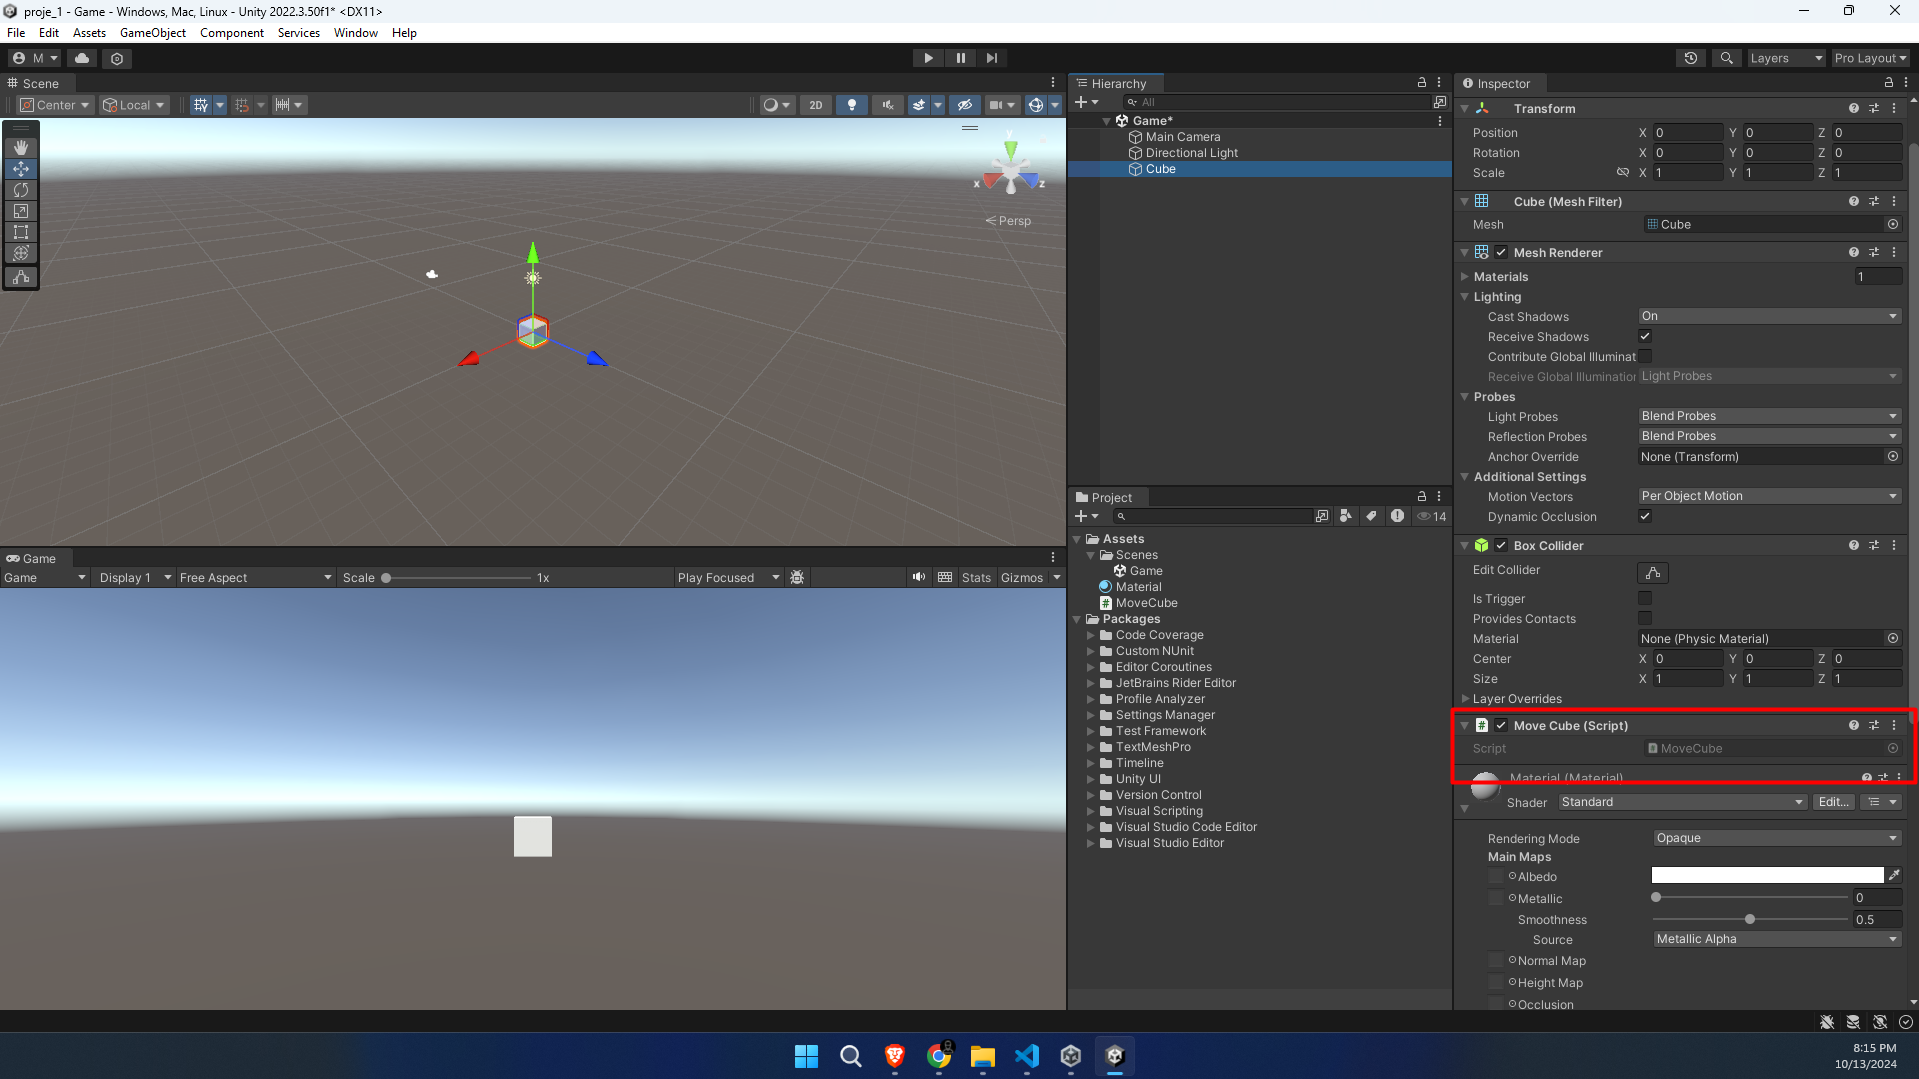 proje_1 - Game - Windows, Mac, Linux - Unity 2022.3.50f1* <DX11>
File Edit Assets GameObject Component Services Window Help
M
Layers
Pro Layout
Scene
Center
Local
2D
y
x
z
Persp
Game
Game
Display 1
Free Aspect
Scale
1x
Play Focused
Stats
Gizmos
Hierarchy
All
Game*
Main Camera
Directional Light
Cube
Project
14
Assets
Scenes
Game
Material
MoveCube
Packages
Code Coverage
Custom NUnit
Editor Coroutines
JetBrains Rider Editor
Profile Analyzer
Settings Manager
Test Framework
TextMeshPro
Timeline
Unity UI
Version Control
Visual Scripting
Visual Studio Code Editor
Visual Studio Editor
Inspector
Transform
Position X 0 Y 0 Z 0
Rotation X 0 Y 0 Z 0
Scale X 1 Y 1 Z 1
Cube (Mesh Filter)
Mesh Cube
Mesh Renderer
Materials 1
Lighting
Cast Shadows On
Receive Shadows
Contribute Global Illuminat
Receive Global Illumination Light Probes
Probes
Light Probes Blend Probes
Reflection Probes Blend Probes
Anchor Override None (Transform)
Additional Settings
Motion Vectors Per Object Motion
Dynamic Occlusion
Box Collider
Edit Collider
Is Trigger
Provides Contacts
Material None (Physic Material)
Center X 0 Y 0 Z 0
Size X 1 Y 1 Z 1
Layer Overrides
# Move Cube (Script)
Script MoveCube
Material (Material)
Shader Standard Edit...
Rendering Mode Opaque
Main Maps
Albedo
Metallic 0
Smoothness 0.5
Source Metallic Alpha
Normal Map
Height Map
Occlusion
8:15 PM
10/13/2024